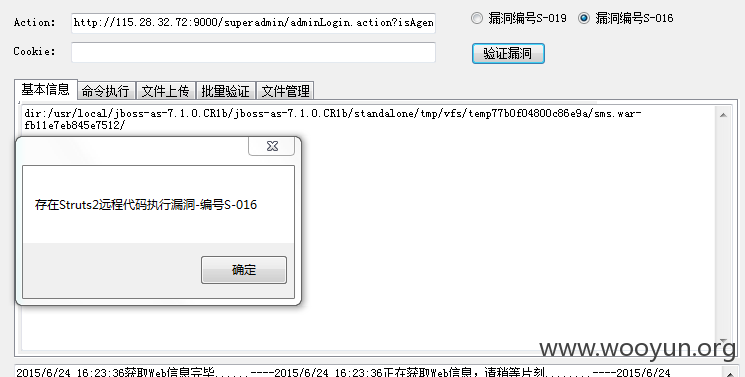 Action: http://115.28.32.72:9000/superadmin/adminLogin.action?isAgen
漏洞编号S-019 漏洞编号S-016
Cookie:
验证漏洞
基本信息 命令执行 文件上传 批量验证 文件管理
dir:/usr/local/jboss-as-7.1.0.CR1b/jboss-as-7.1.0.CR1b/standalone/tmp/vfs/temp77b0f04800c86e9a/sms.war-
fb11e7eb845e7512/
存在Struts2远程代码执行漏洞-编号S-016
确定
www.wooyun.org
2015/6/24 16:23:36获取Web信息完毕......----2015/6/24 16:23:36正在获取Web信息，请稍等片刻........----2015/6/24